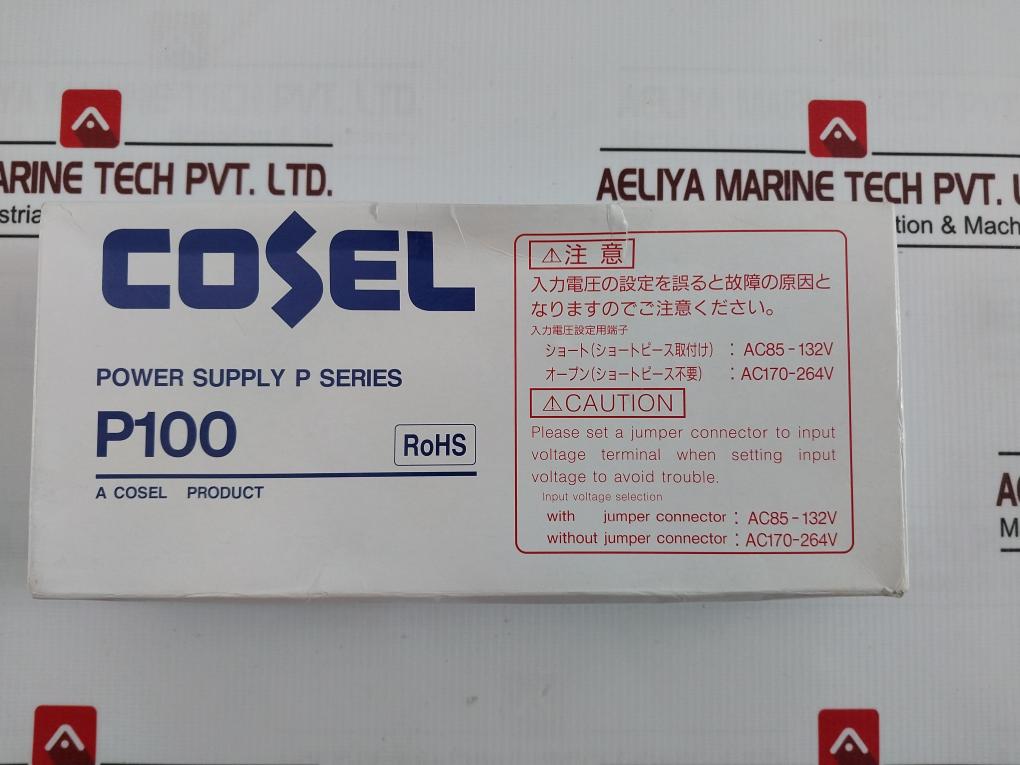 ARINE TECH PVT. LTD.
stria
AELIYA MARINE TECH PVT.
tion & Mach
COSEL
POWER SUPPLY P SERIES
P100
RoHS
A COSEL PRODUCT
⚠注 意
入力電圧の設定を誤ると故障の原因と
なりますのでご注意ください。
入力電圧設定用端子
ショート(ショートピース取付け) : AC85-132V
オープン(ショートピース不要) : AC170-264V
⚠CAUTION
Please set a jumper connector to input
voltage terminal when setting input
voltage to avoid trouble.
Input voltage selection
with jumper connector : AC85-132V
without jumper connector : AC170-264V
A
M